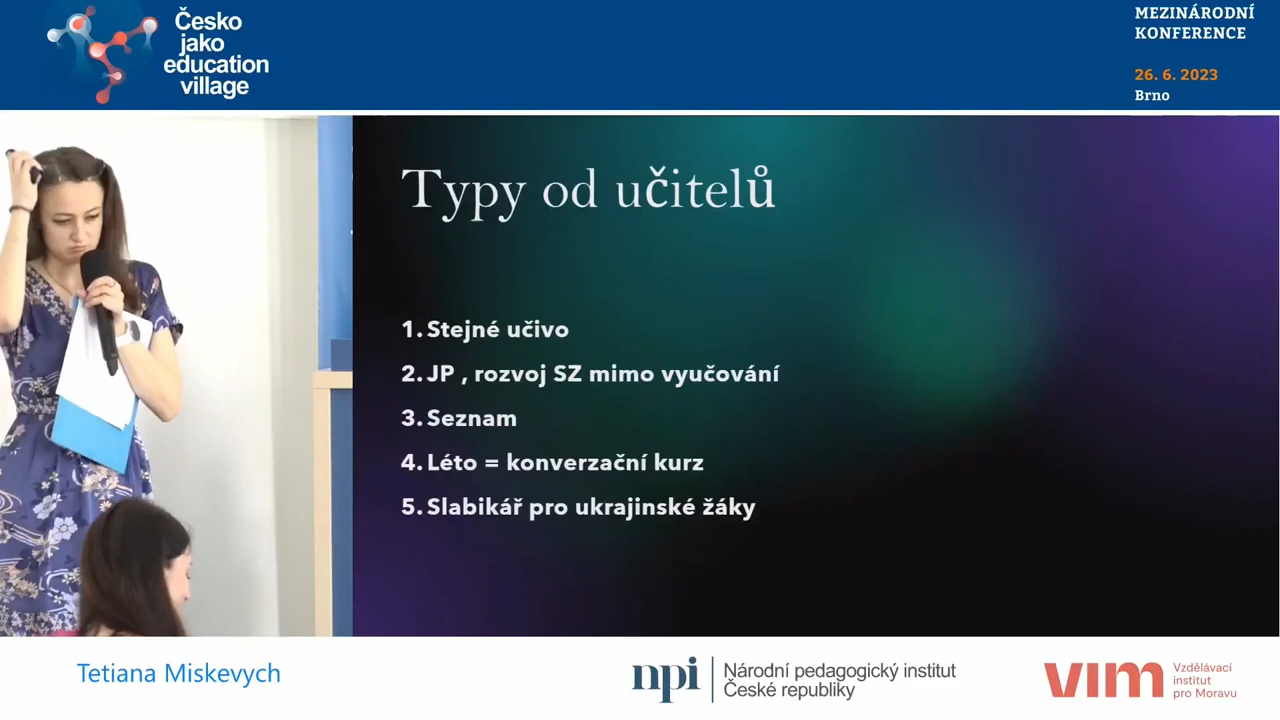 Česko
jako
education
village
MEZINÁRODNÍ
KONFERENCE
26. 6. 2023
Brno
Typy od učitelů
1. Stejné učivo
2. JP , rozvoj SZ mimo vyučování
3. Seznam
4. Léto = konverzační kurz
5. Slabikář pro ukrajinské žáky
Tetiana Miskevych
npi
Národní pedagogický institut
České republiky
vim
Vzdělávací
institut
pro Moravu